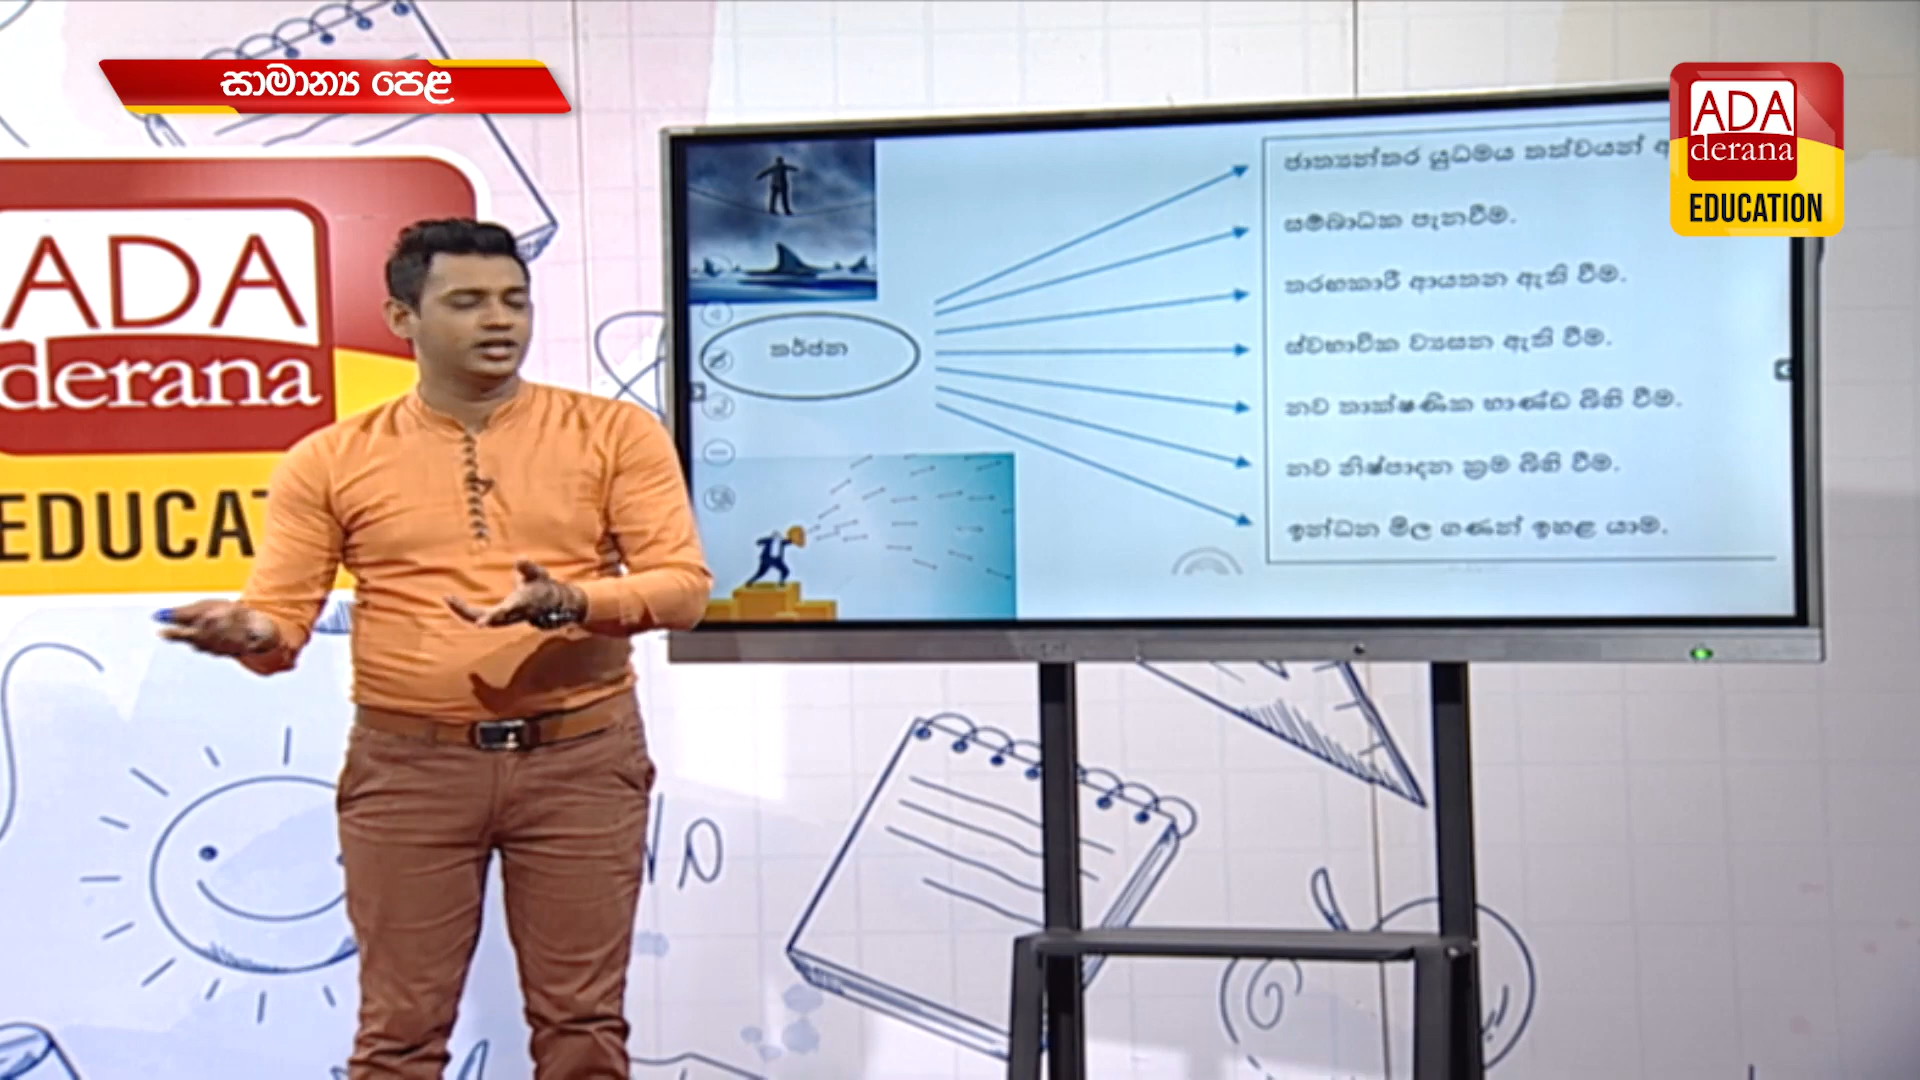 සාමාන්‍ය පෙළ
ADA
derana
EDUCATION
ADA
derana
EDUCAT
තර්ජන
ජාත්‍යන්තර යුධමය තත්වයන් ඇ
සම්බාධක පැනවීම.
තරඟකාරී ආයතන ඇති වීම.
ස්වභාවික ව්‍යසන ඇති වීම.
නව තාක්ෂණික භාණ්ඩ බිහි වීම.
නව නිෂ්පාදන ක්‍රම බිහි වීම.
ඉන්ධන මිල ගණන් ඉහළ යාම.